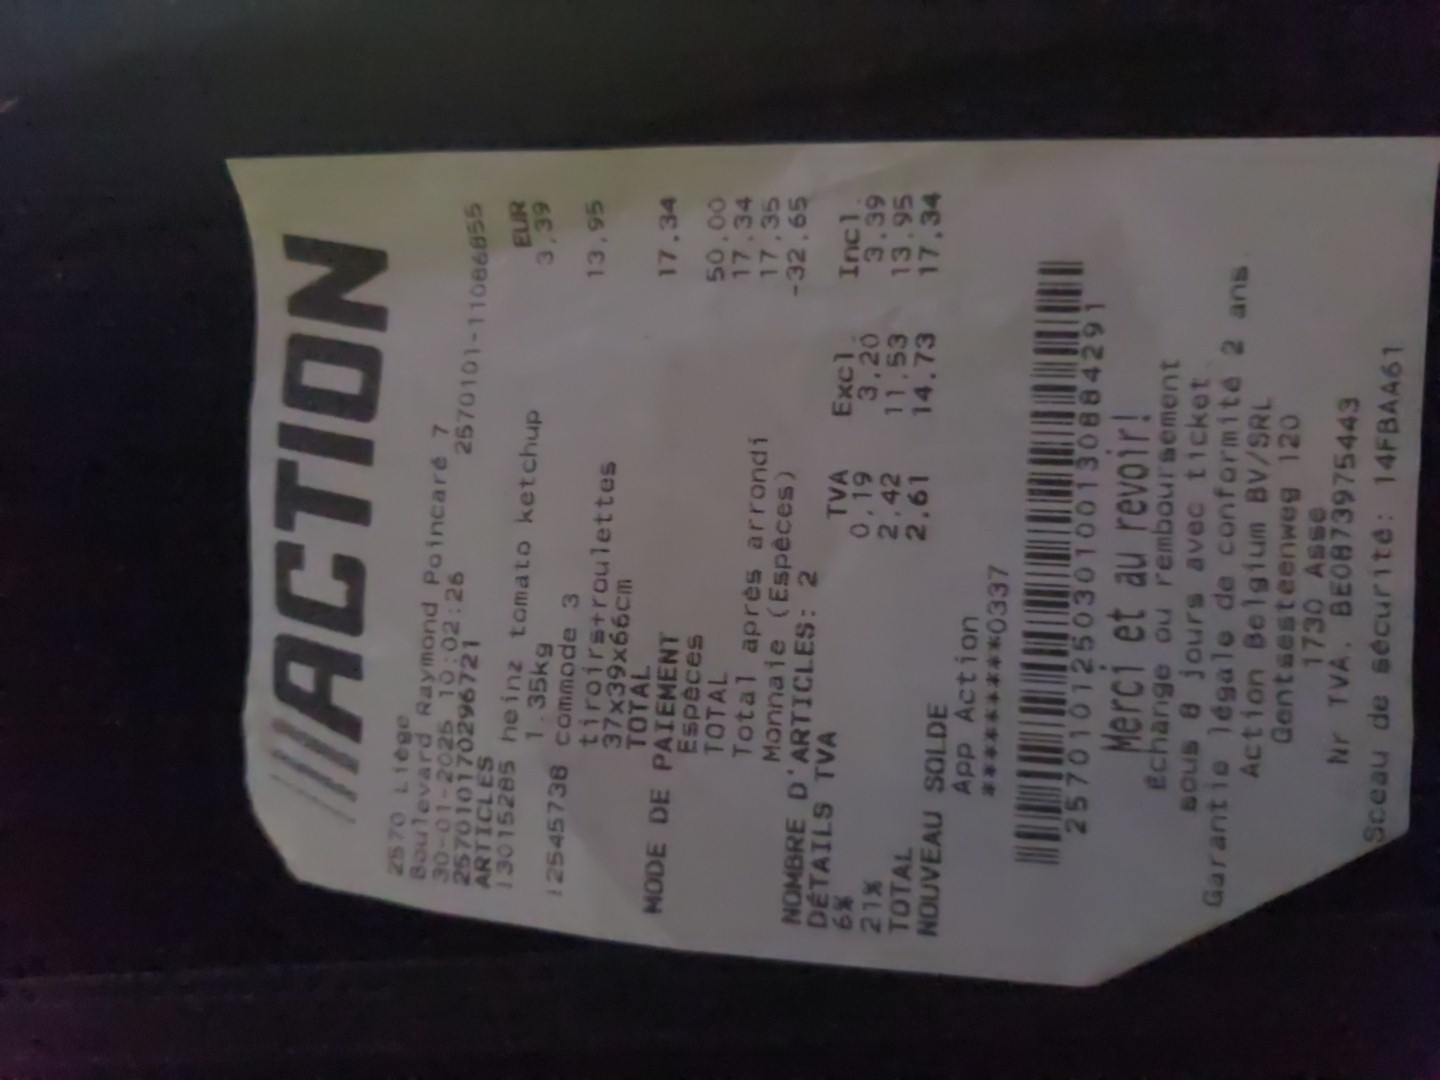 ACTION
2570 Liège
Boulevard Raymond Poincaré 7
30-01-2025 10:02:26 2570101-11086855
2570101170296721
ARTICLES EUR
13015285 heinz tomato ketchup 3,39
1.35kg
12545738 commode 3 13,95
tiroirs+roulettes
37x39x66cm
TOTAL 17.34
MODE DE PAIEMENT
Espèces 50.00
TOTAL 17.34
Total après arrondi 17,35
Monnaie (Espèces) -32.65
NOMBRE D'ARTICLES: 2
DÉTAILS TVA TVA Excl. Incl.
6% 0,19 3,20 3.39
21% 2,42 11,53 13,95
TOTAL 2,61 14,73 17,34
NOUVEAU SOLDE
App Action
*********0337
2570101250301001308884291
Merci et au revoir!
échange ou remboursement
sous 8 jours avec ticket
Garantie légale de conformité 2 ans.
Action Belgium BV/SRL
Gentsesteenweg 120
1730 Asse
Nr TVA. BE0873975443
Sceau de sécurité: 14FBAA61